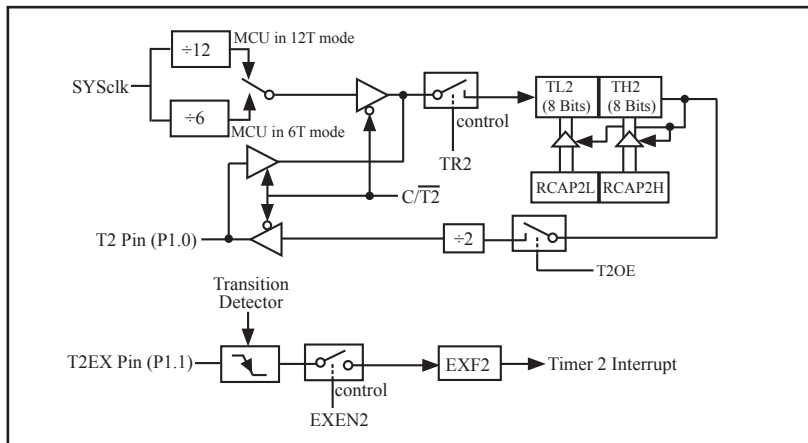 ÷12
MCU in 12T mode
SYSclk
÷6
MCU in 6T mode
control
TR2
TL2
(8 Bits)
TH2
(8 Bits)
RCAP2L
RCAP2H
C/T2
T2 Pin (P1.0)
÷2
T2OE
Transition
Detector
T2EX Pin (P1.1)
control
EXEN2
EXF2
Timer 2 Interrupt